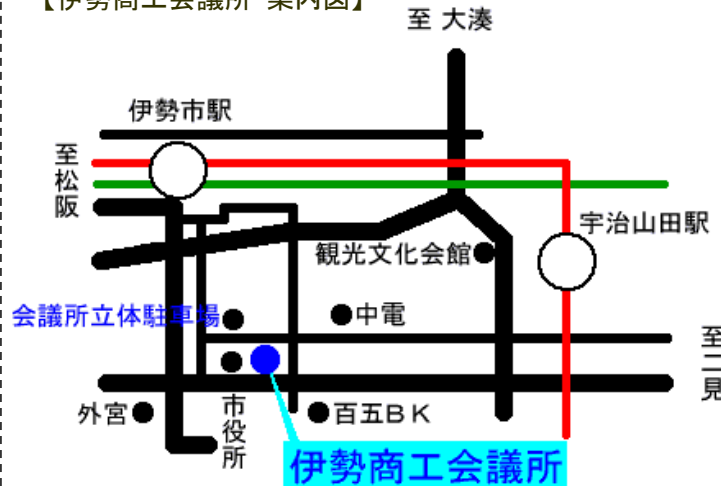 【伊勢商工会議所 案内図】
至 大湊
伊勢市駅
至松阪
宇治山田駅
観光文化会館
会議所立体駐車場
中電
至二見
外宮
市役所
百五BK
伊勢商工会議所